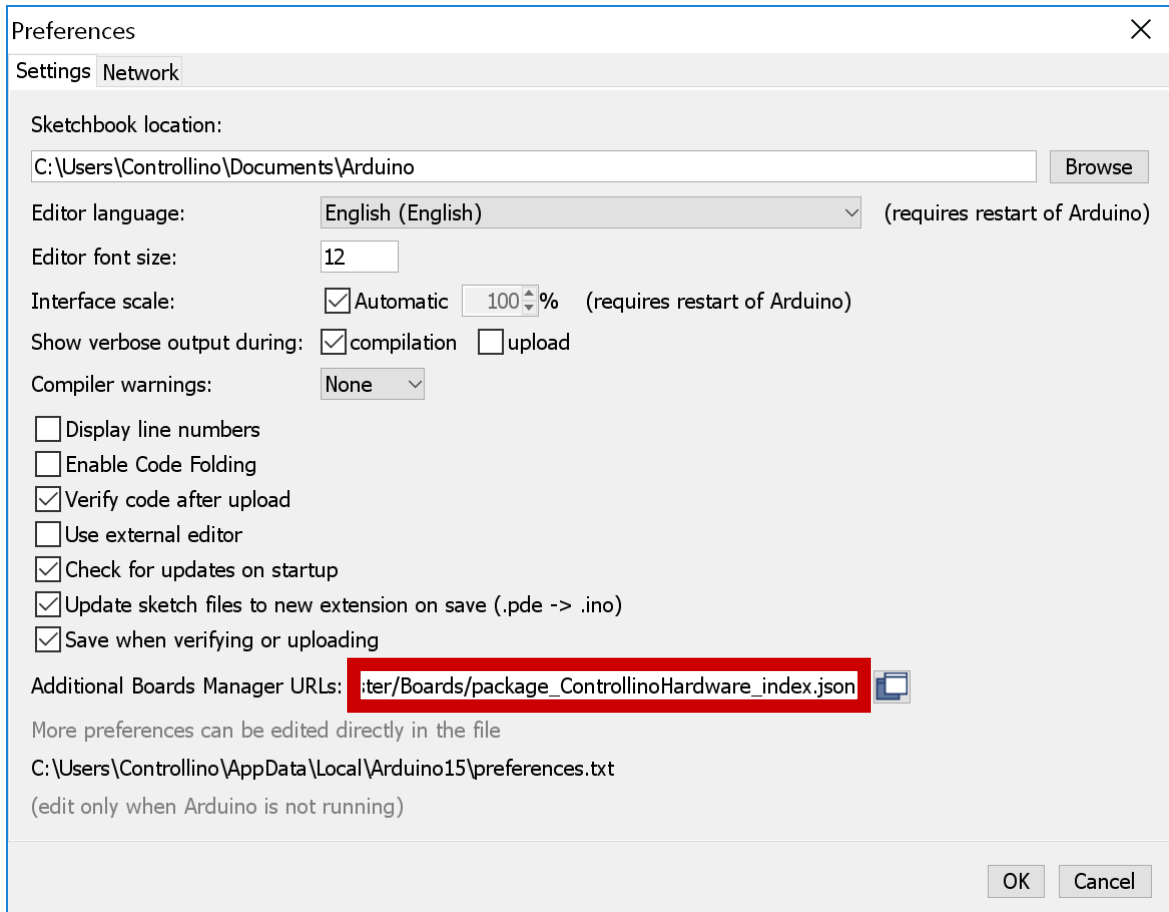 Preferences
Settings Network
Sketchbook location:
C:\Users\Controllino\Documents\Arduino Browse
Editor language: English (English) (requires restart of Arduino)
Editor font size: 12
Interface scale: Automatic 100 % (requires restart of Arduino)
Show verbose output during: compilation upload
Compiler warnings: None
Display line numbers
Enable Code Folding
Verify code after upload
Use external editor
Check for updates on startup
Update sketch files to new extension on save (.pde -> .ino)
Save when verifying or uploading
Additional Boards Manager URLs: ster/Boards/package_ControllinoHardware_index.json
More preferences can be edited directly in the file
C:\Users\Controllino\AppData\Local\Arduino15\preferences.txt
(edit only when Arduino is not running)
OK Cancel